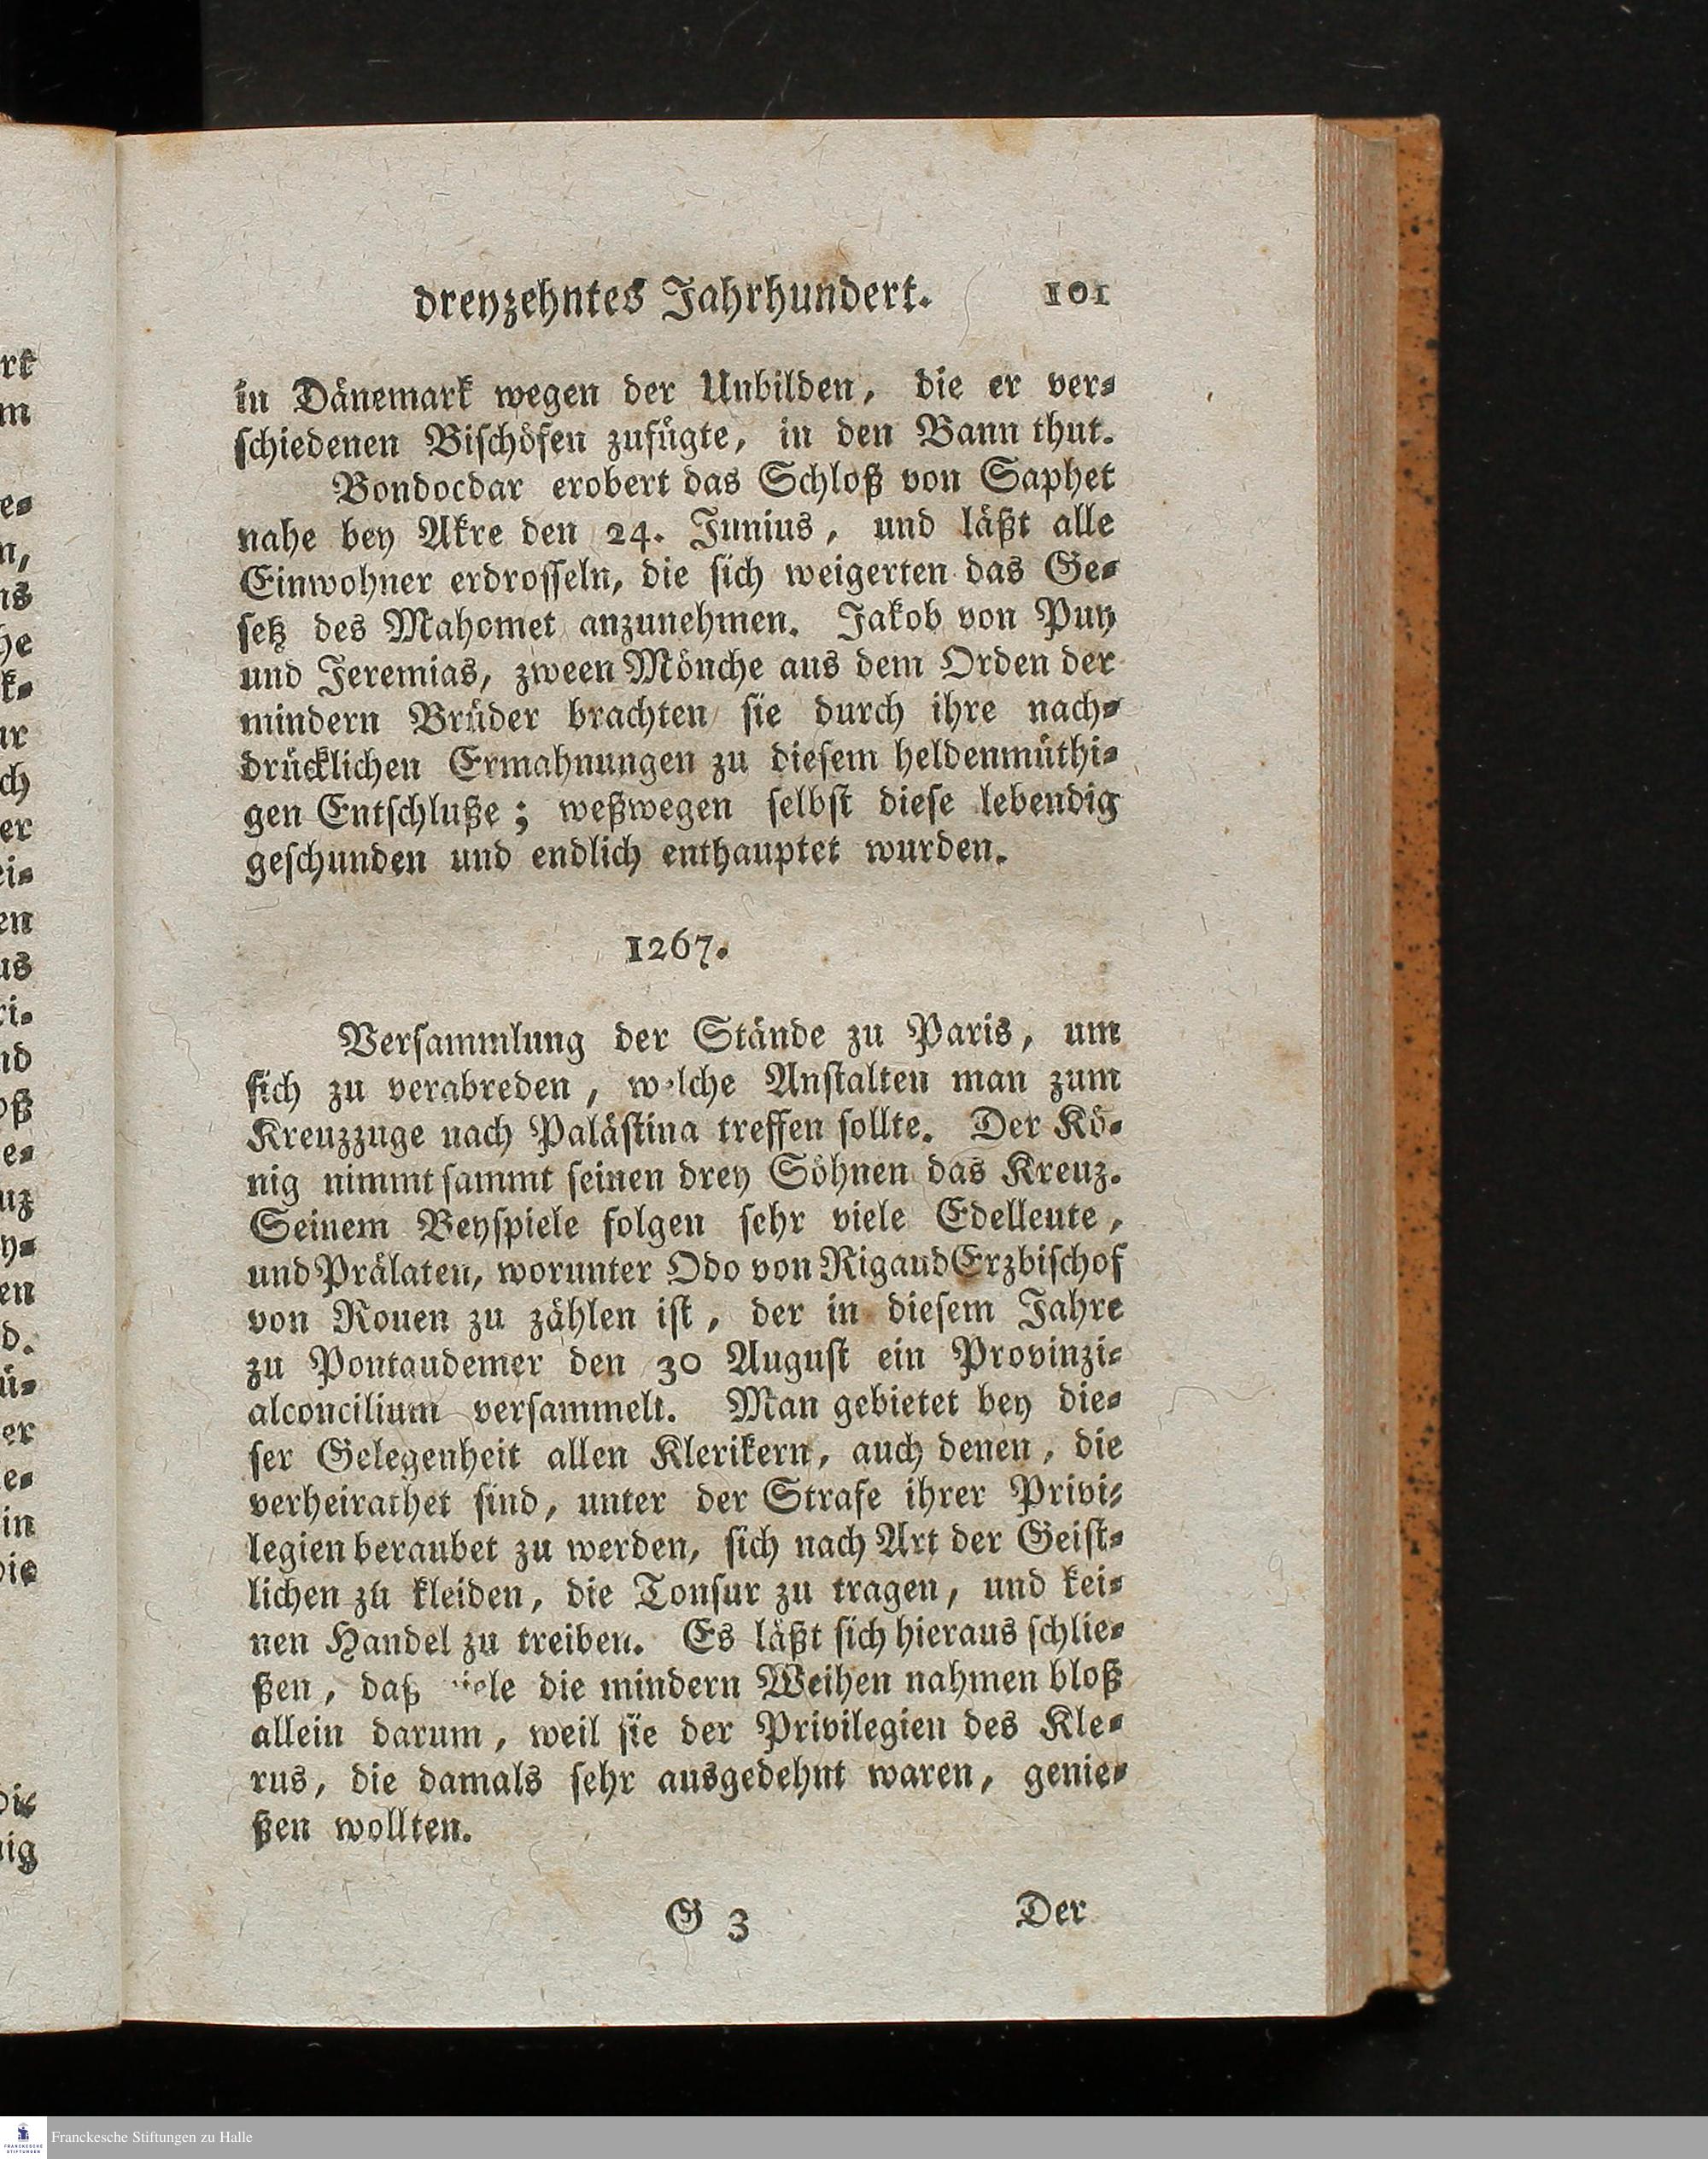 dreyzehntes Jahrhundert. 101
in Dänemark wegen der Unbilden, die er ver-
schiedenen Bischöfen zufügte, in den Bann thut.
Bondocdar erobert das Schloß von Saphet
nahe bey Akre den 24. Junius, und läßt alle
Einwohner erdrosseln, die sich weigerten das Ge-
setz des Mahomet anzunehmen. Jakob von Puy
und Jeremias, zween Mönche aus dem Orden der
mindern Brüder brachten sie durch ihre nach-
drücklichen Ermahnungen zu diesem heldenmüthi-
gen Entschluße; weßwegen selbst diese lebendig
geschunden und endlich enthauptet wurden.
1267.
Versammlung der Stände zu Paris, um
sich zu verabreden, welche Anstalten man zum
Kreuzzuge nach Palästina treffen sollte. Der Kö-
nig nimmt sammt seinen drey Söhnen das Kreuz.
Seinem Beyspiele folgen sehr viele Edelleute,
und Prälaten, worunter Odo von Rigaud Erzbischof
von Rouen zu zählen ist, der in diesem Jahre
zu Pontaudemer den 30 August ein Provinzi-
alconcilium versammelt. Man gebietet bey die-
ser Gelegenheit allen Klerikern, auch denen, die
verheirathet sind, unter der Strafe ihrer Privi-
legien beraubet zu werden, sich nach Art der Geist-
lichen zu kleiden, die Tonsur zu tragen, und kei-
nen Handel zu treiben. Es läßt sich hieraus schlie-
ßen, daß viele die mindern Weihen nahmen bloß
allein darum, weil sie der Privilegien des Kle-
rus, die damals sehr ausgedehnt waren, genie-
ßen wollten.
G 3 Der
Franckesche Stiftungen zu Halle